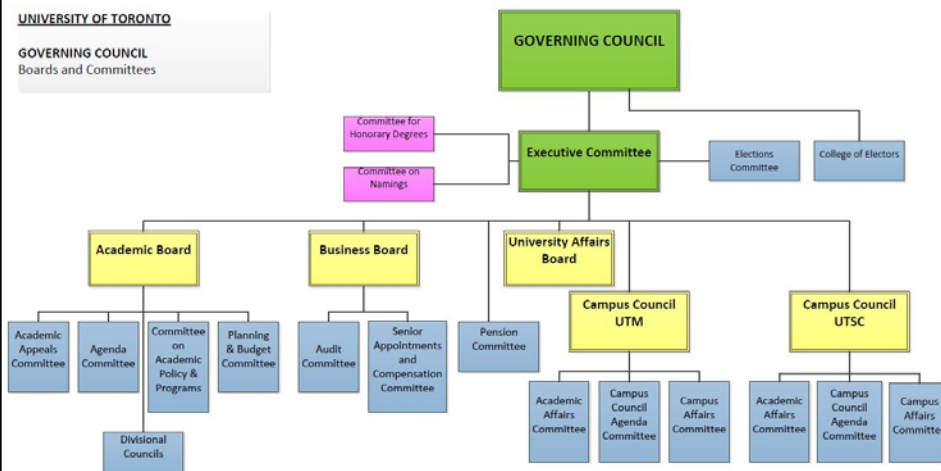 UNIVERSITY OF TORONTO
GOVERNING COUNCIL
Boards and Committees
GOVERNING COUNCIL
Committee for
Honorary Degrees
Committee on
Namings
Executive Committee
Elections
Committee
College of Electors
Academic Board
Business Board
University Affairs
Board
Campus Council
UTM
Campus Council
UTSC
Academic
Appeals
Committee
Agenda
Committee
Committee
on
Academic
Policy &
Programs
Planning
& Budget
Committee
Divisional
Councils
Audit
Committee
Senior
Appointments
and
Compensation
Committee
Pension
Committee
Academic
Affairs
Committee
Campus
Council
Agenda
Committee
Campus
Affairs
Committee
Academic
Affairs
Committee
Campus
Council
Agenda
Committee
Campus
Affairs
Committe